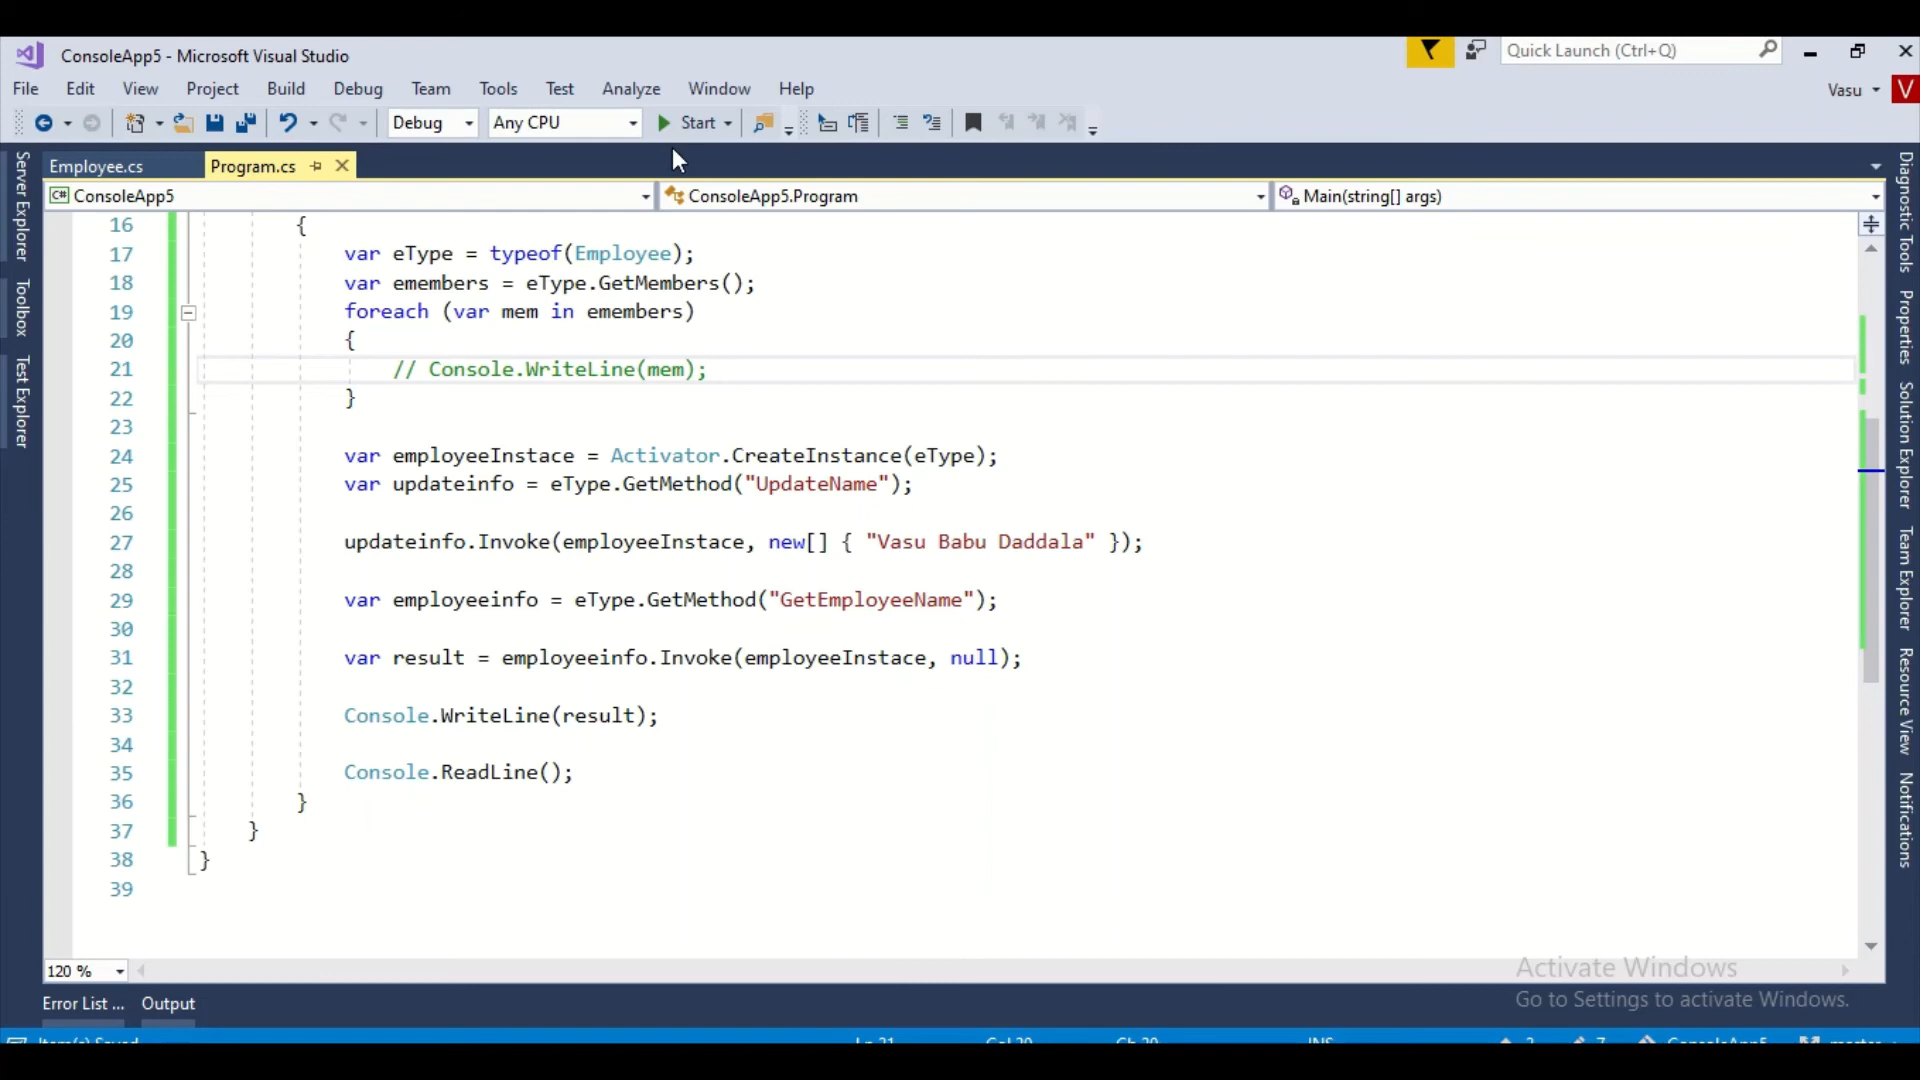 ConsoleApp5 - Microsoft Visual Studio
Quick Launch (Ctrl+Q)
File Edit View Project Build Debug Team Tools Test Analyze Window Help
Vasu V
Debug Any CPU Start
Employee.cs Program.cs
C# ConsoleApp5 ConsoleApp5.Program Main(string[] args)
Server Explorer
Toolbox
Test Explorer
16 {
17 var eType = typeof(Employee);
18 var emembers = eType.GetMembers();
19 foreach (var mem in emembers)
20 {
21 // Console.WriteLine(mem);
22 }
23
24 var employeeInstace = Activator.CreateInstance(eType);
25 var updateinfo = eType.GetMethod("UpdateName");
26
27 updateinfo.Invoke(employeeInstace, new[] { "Vasu Babu Daddala" });
28
29 var employeeinfo = eType.GetMethod("GetEmployeeName");
30
31 var result = employeeinfo.Invoke(employeeInstace, null);
32
33 Console.WriteLine(result);
34
35 Console.ReadLine();
36 }
37 }
38 }
39
Diagnostic Tools
Properties
Solution Explorer
Team Explorer
Resource View
Notifications
120 %
Activate Windows
Go to Settings to activate Windows.
Error List ... Output
Item(s) Saved Ln 21 INS ConsoleApp5 master